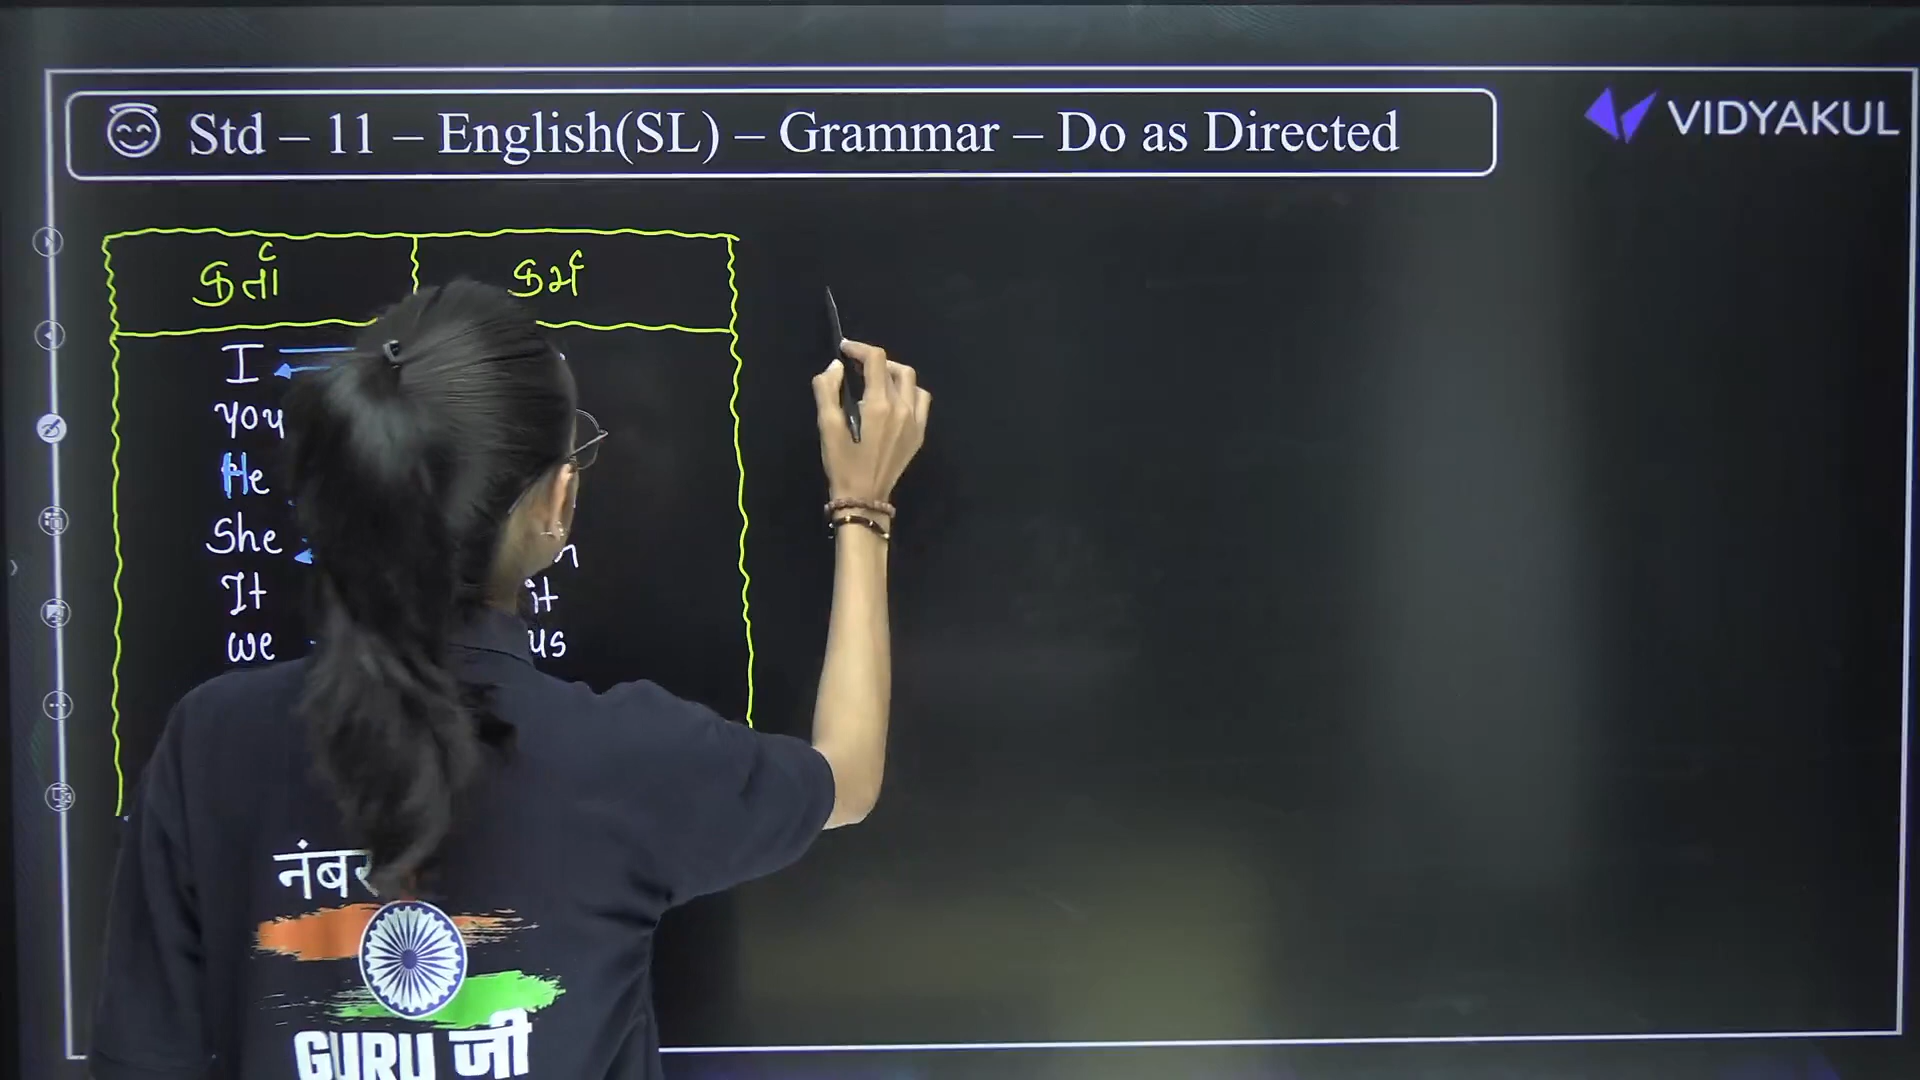 Std – 11 – English(SL) – Grammar – Do as Directed
VIDYAKUL
કર્તા કર્મ
I
you
He
She
It it
we us
नंबर
GURU जी